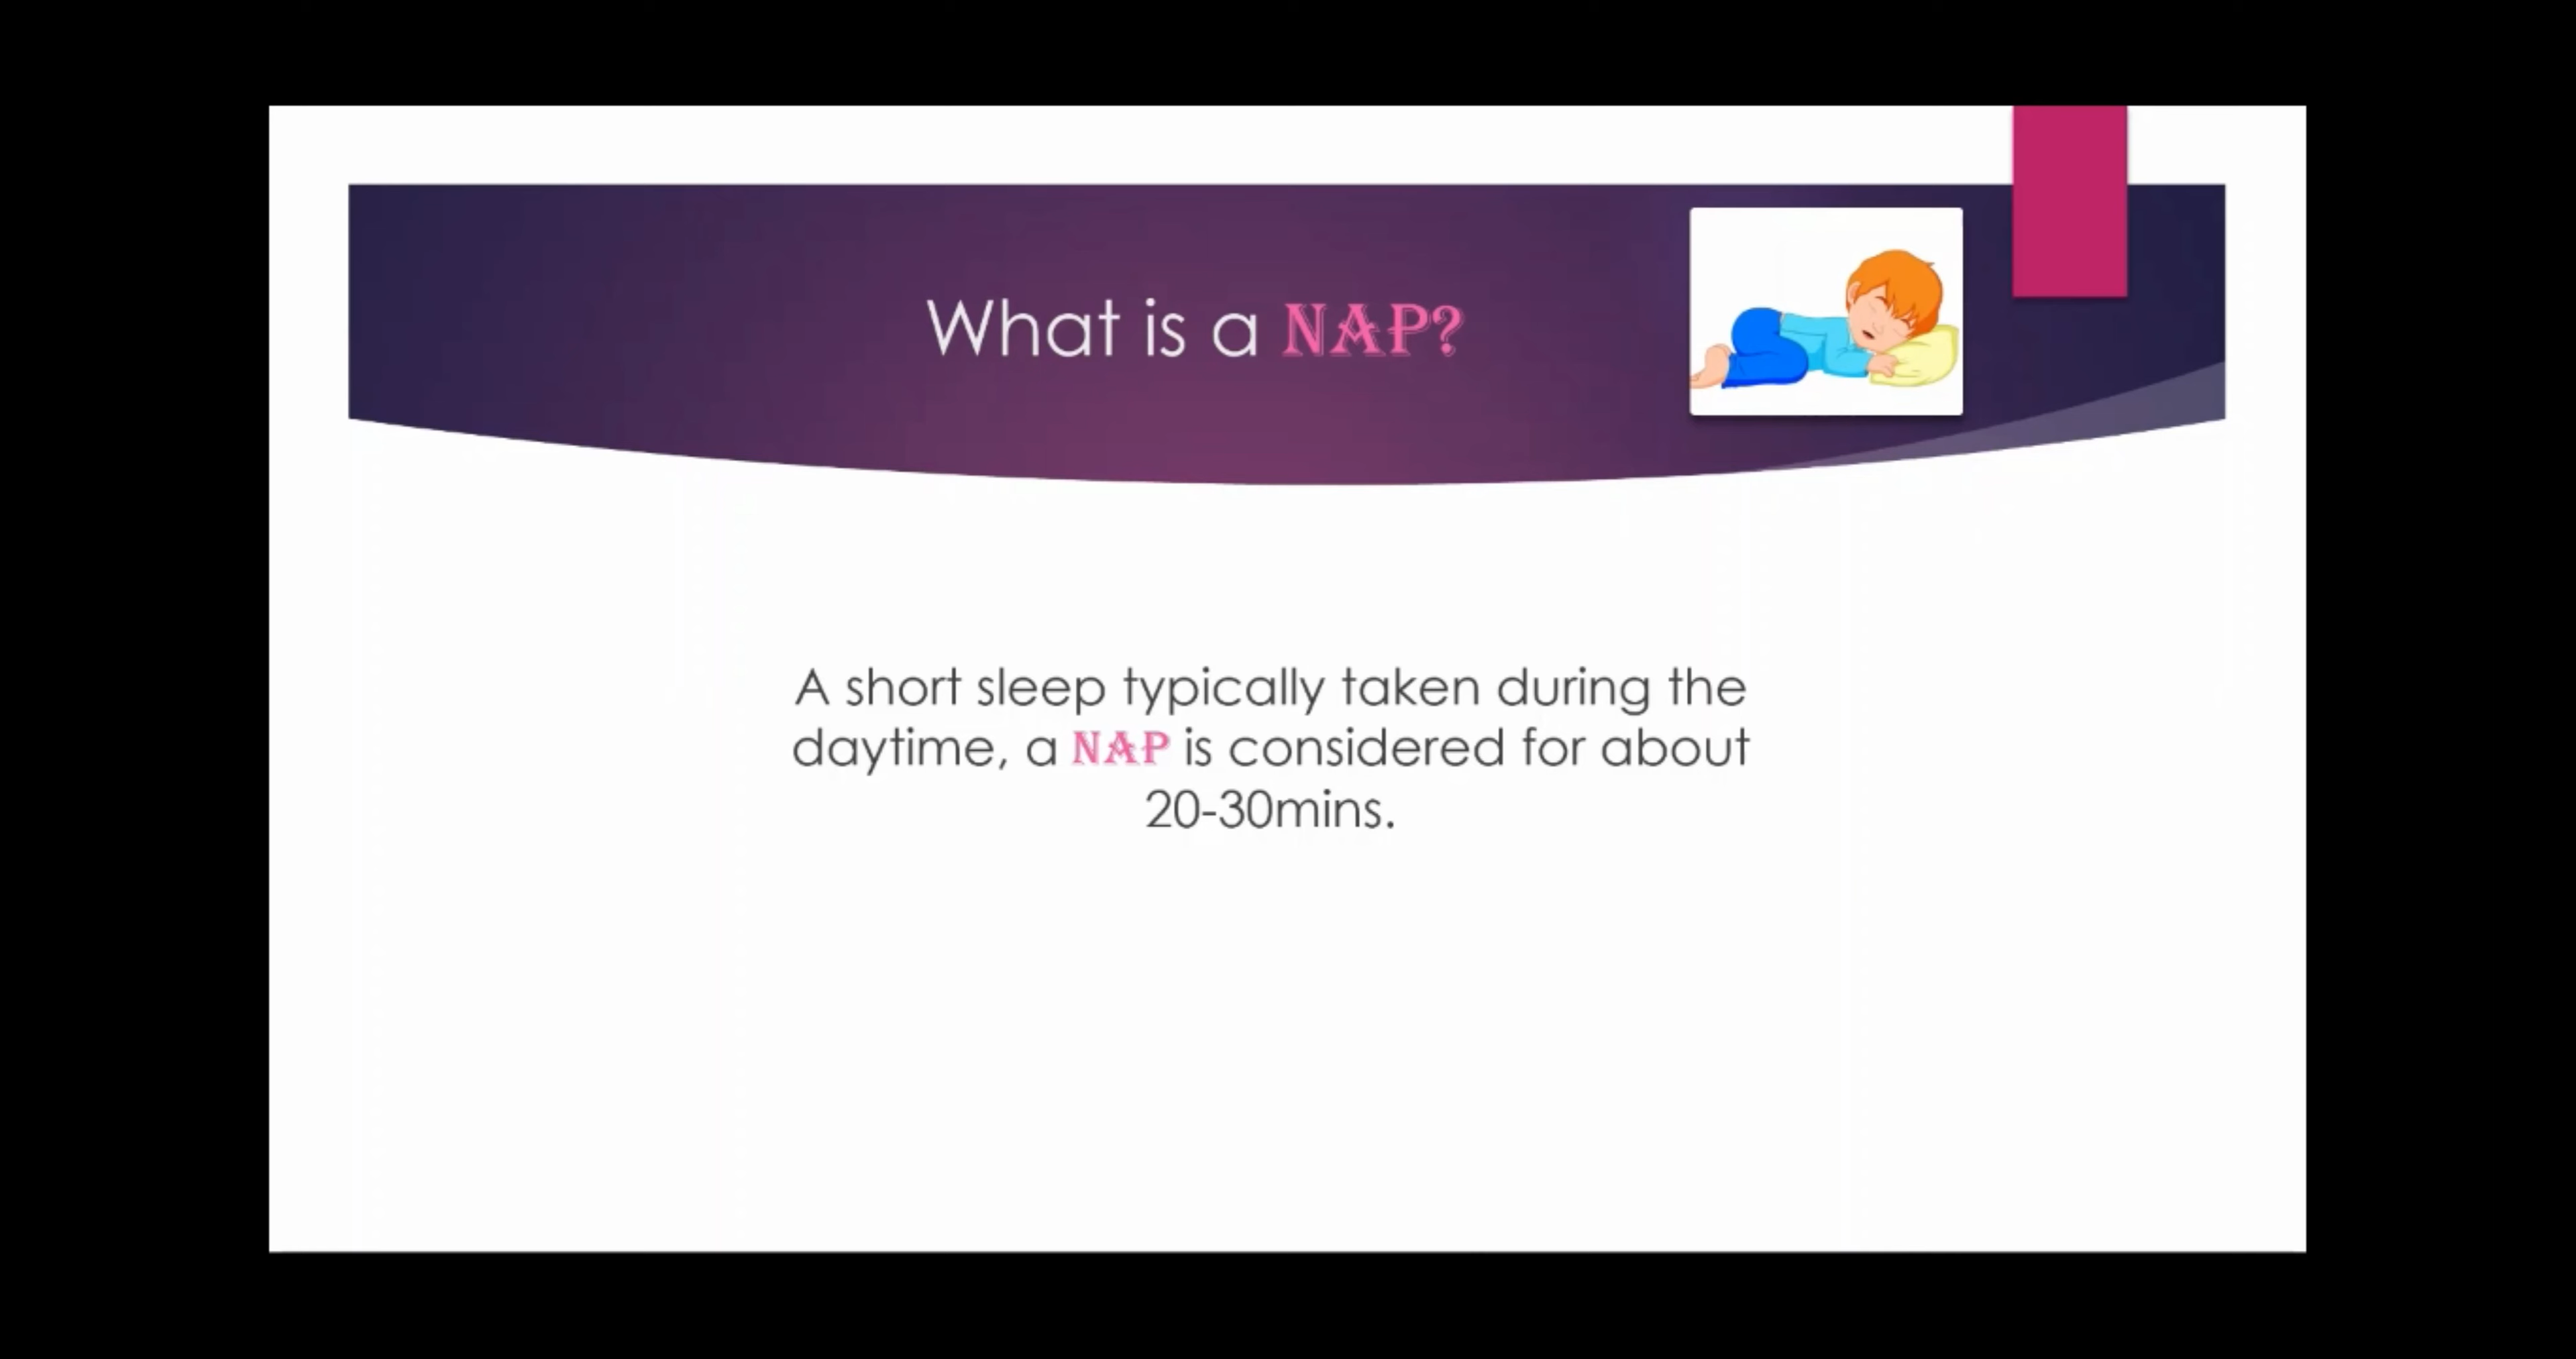 What is a NAP?
A short sleep typically taken during the
daytime, a NAP is considered for about
20-30mins.